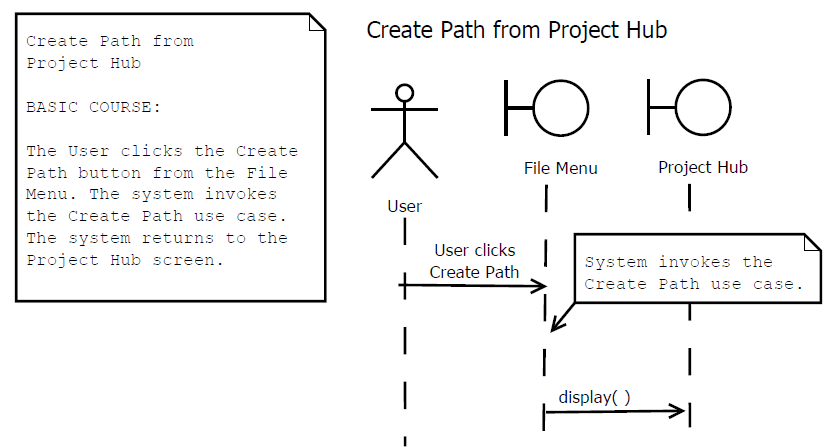 Create Path from
Project Hub
BASIC COURSE:
The User clicks the Create
Path button from the File
Menu. The system invokes
the Create Path use case.
The system returns to the
Project Hub screen.
Create Path from Project Hub
User
File Menu
Project Hub
User clicks
Create Path
System invokes the
Create Path use case.
display( )